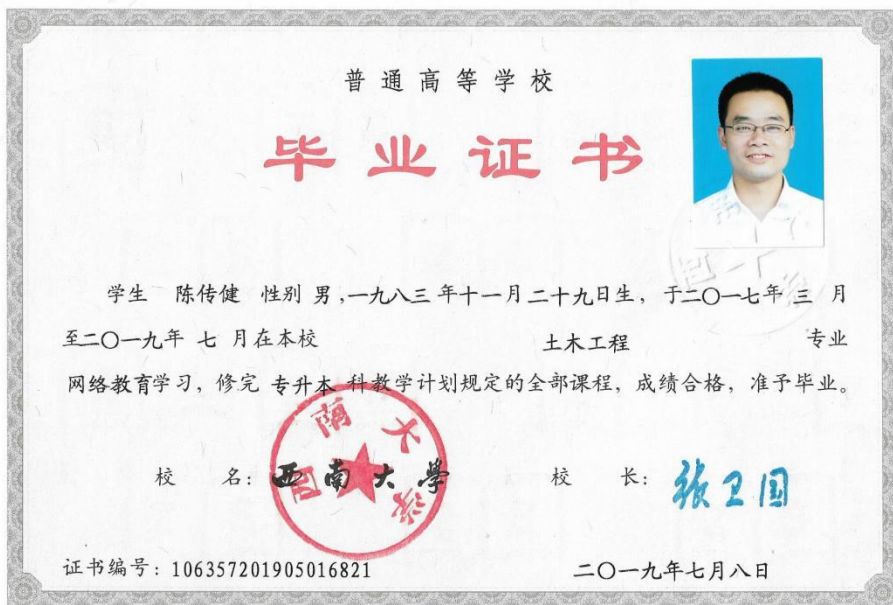 普通高等学校
毕业证书
学生 陈传健 性别 男,一九八三年十一月二十九日生,于二〇一七年 三 月
至二〇一九年 七 月在本校 土木工程 专业
网络教育学习,修完 专升本 科教学计划规定的全部课程,成绩合格,准予毕业。
西南大学
校 名:西南大學 校 长:张卫国
证书编号:106357201905016821 二〇一九年七月八日